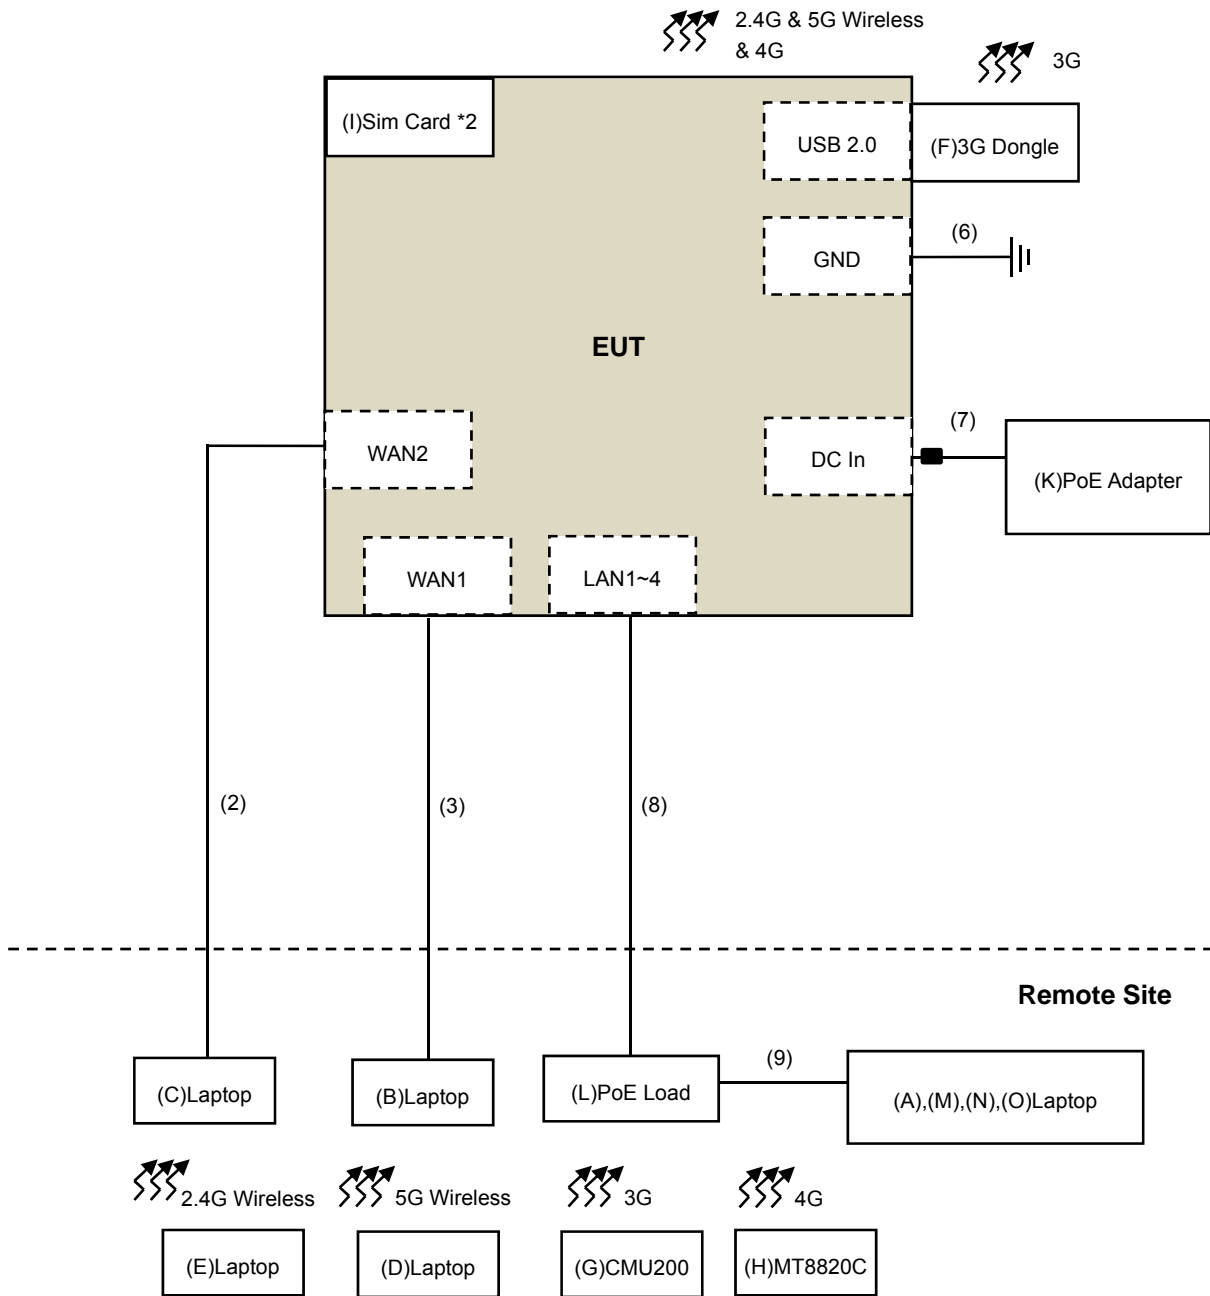 2.4G & 5G Wireless
& 4G
3G
(I)Sim Card *2
USB 2.0
(F)3G Dongle
(6)
GND
EUT
(7)
WAN2
DC In
(K)PoE Adapter
WAN1
LAN1~4
(2)
(3)
(8)
Remote Site
(9)
(C)Laptop
(B)Laptop
(L)PoE Load
(A),(M),(N),(O)Laptop
2.4G Wireless
5G Wireless
3G
4G
(E)Laptop
(D)Laptop
(G)CMU200
(H)MT8820C